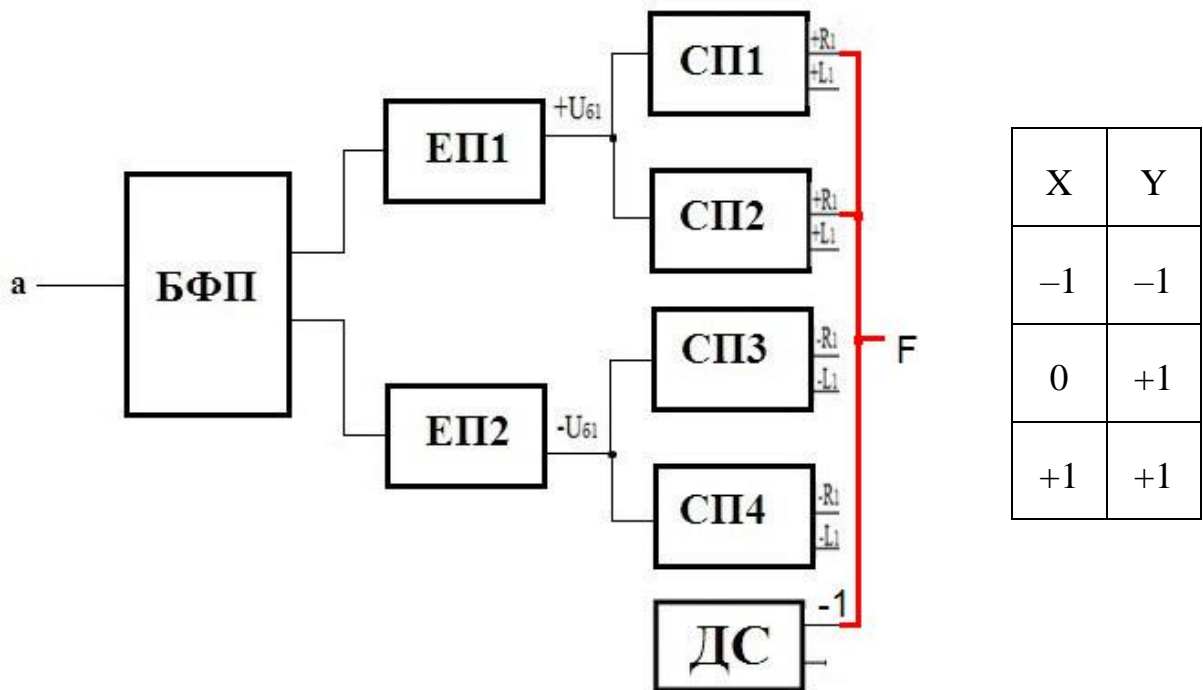 a
БФП
ЕП1
ЕП2
+Uб1
-Uб1
СП1
+R1
+L1
СП2
+R1
+L1
СП3
-R1
-L1
СП4
-R1
-L1
ДС
-1
F
X Y
–1 –1
0 +1
+1 +1